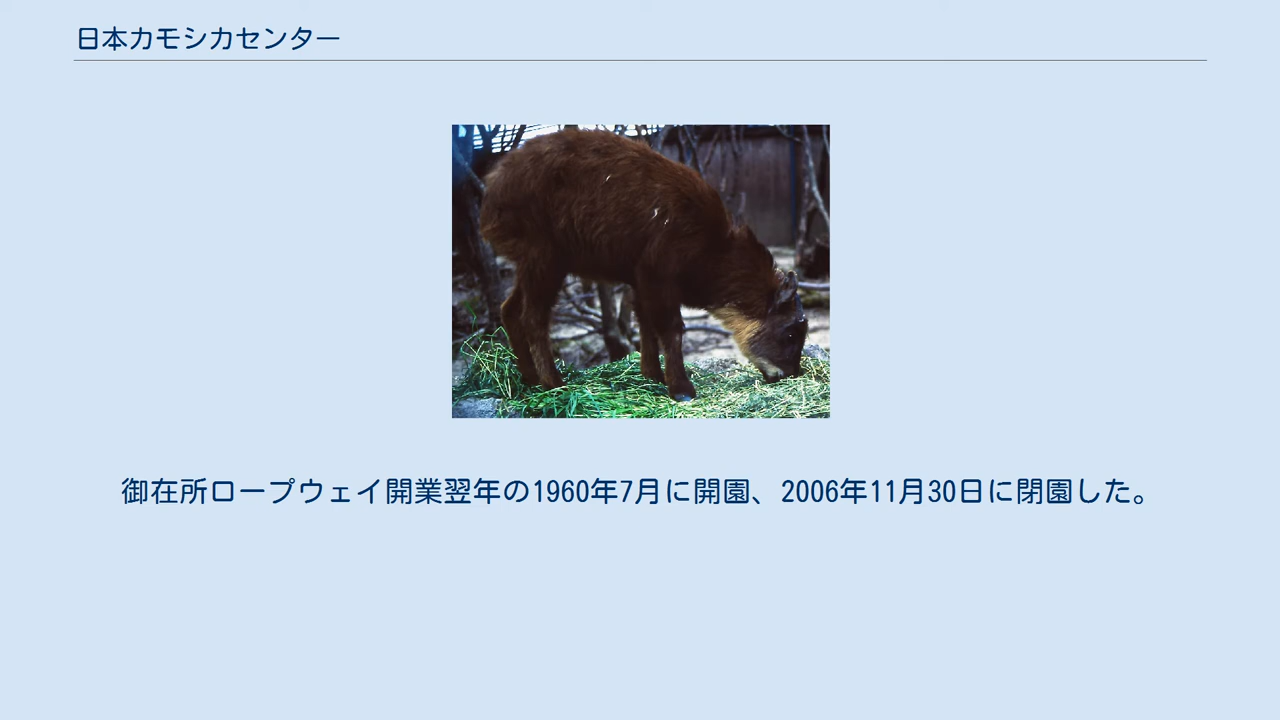 日本カモシカセンター
御在所ロープウェイ開業翌年の1960年7月に開園、2006年11月30日に閉園した。